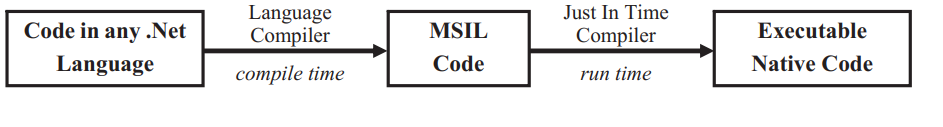 Code in any .Net
Language
Language
Compiler
compile time
MSIL
Code
Just In Time
Compiler
run time
Executable
Native Code